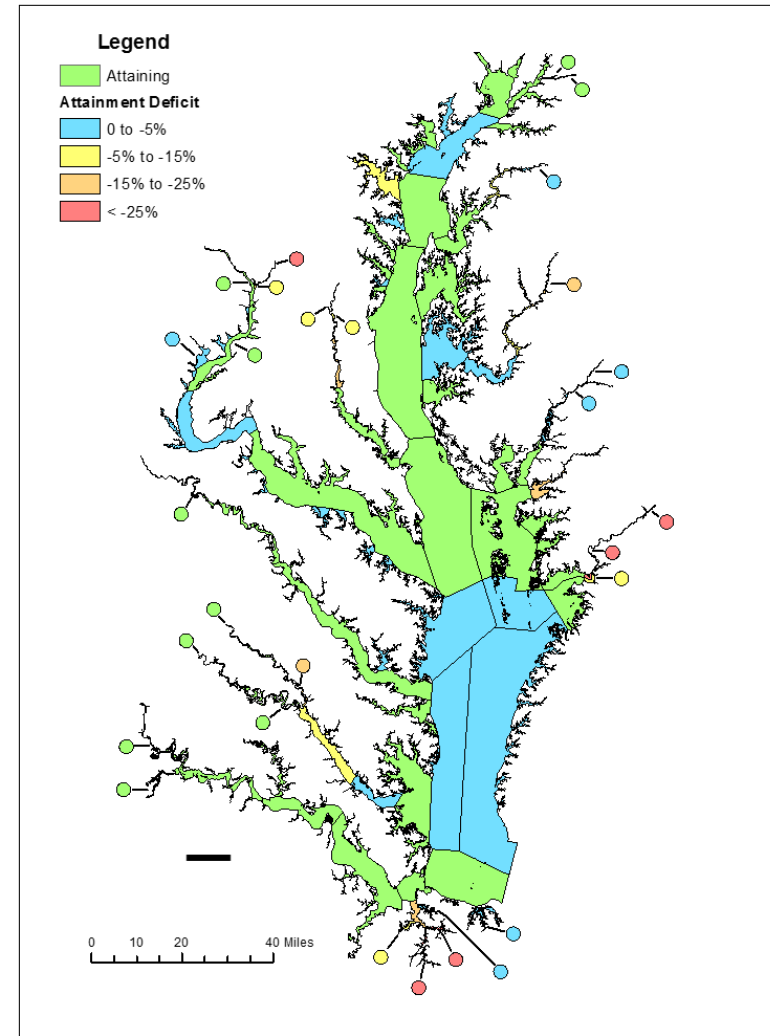 Legend
Attaining
Attainment Deficit
0 to -5%
-5% to -15%
-15% to -25%
< -25%
0 10 20 40 Miles